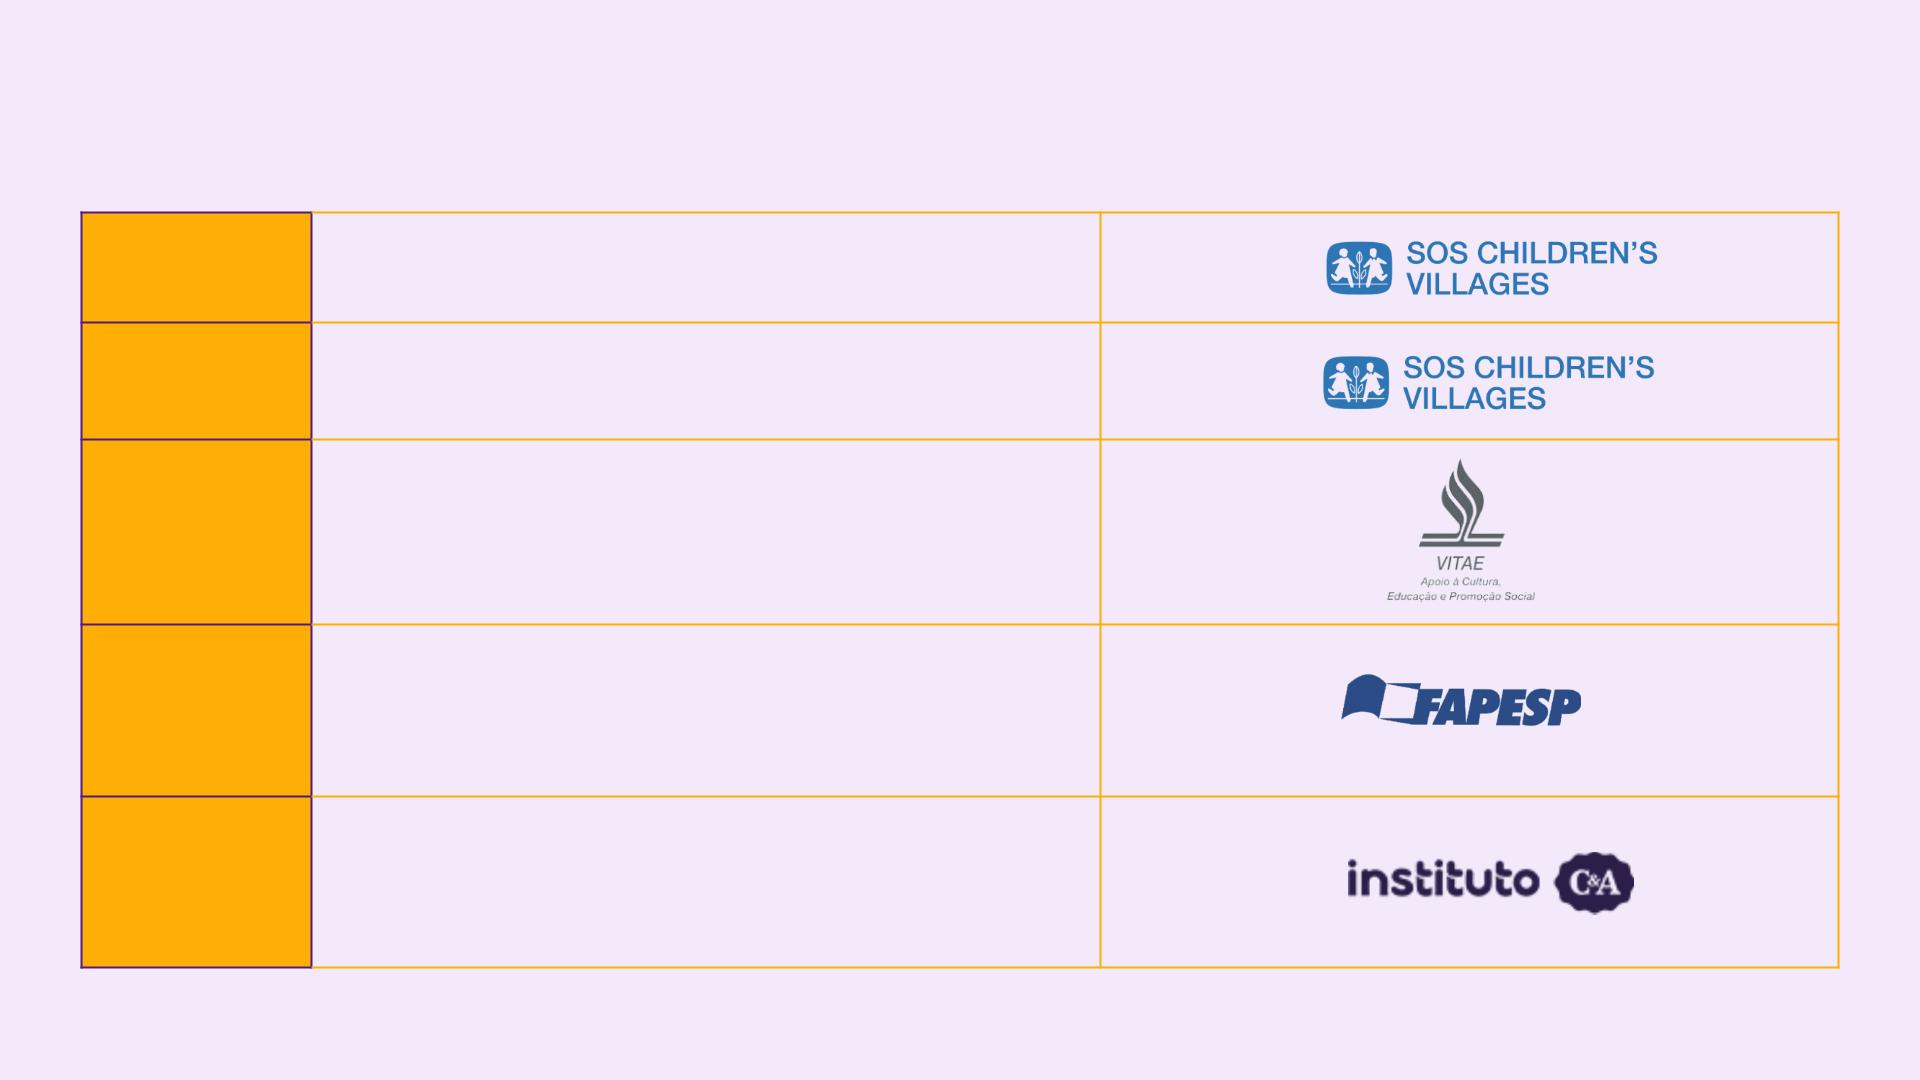 SOS CHILDREN’S
VILLAGES
SOS CHILDREN’S
VILLAGES
VITAE
Apoio à Cultura,
Educação e Promoção Social
FAPESP
instituto C&A